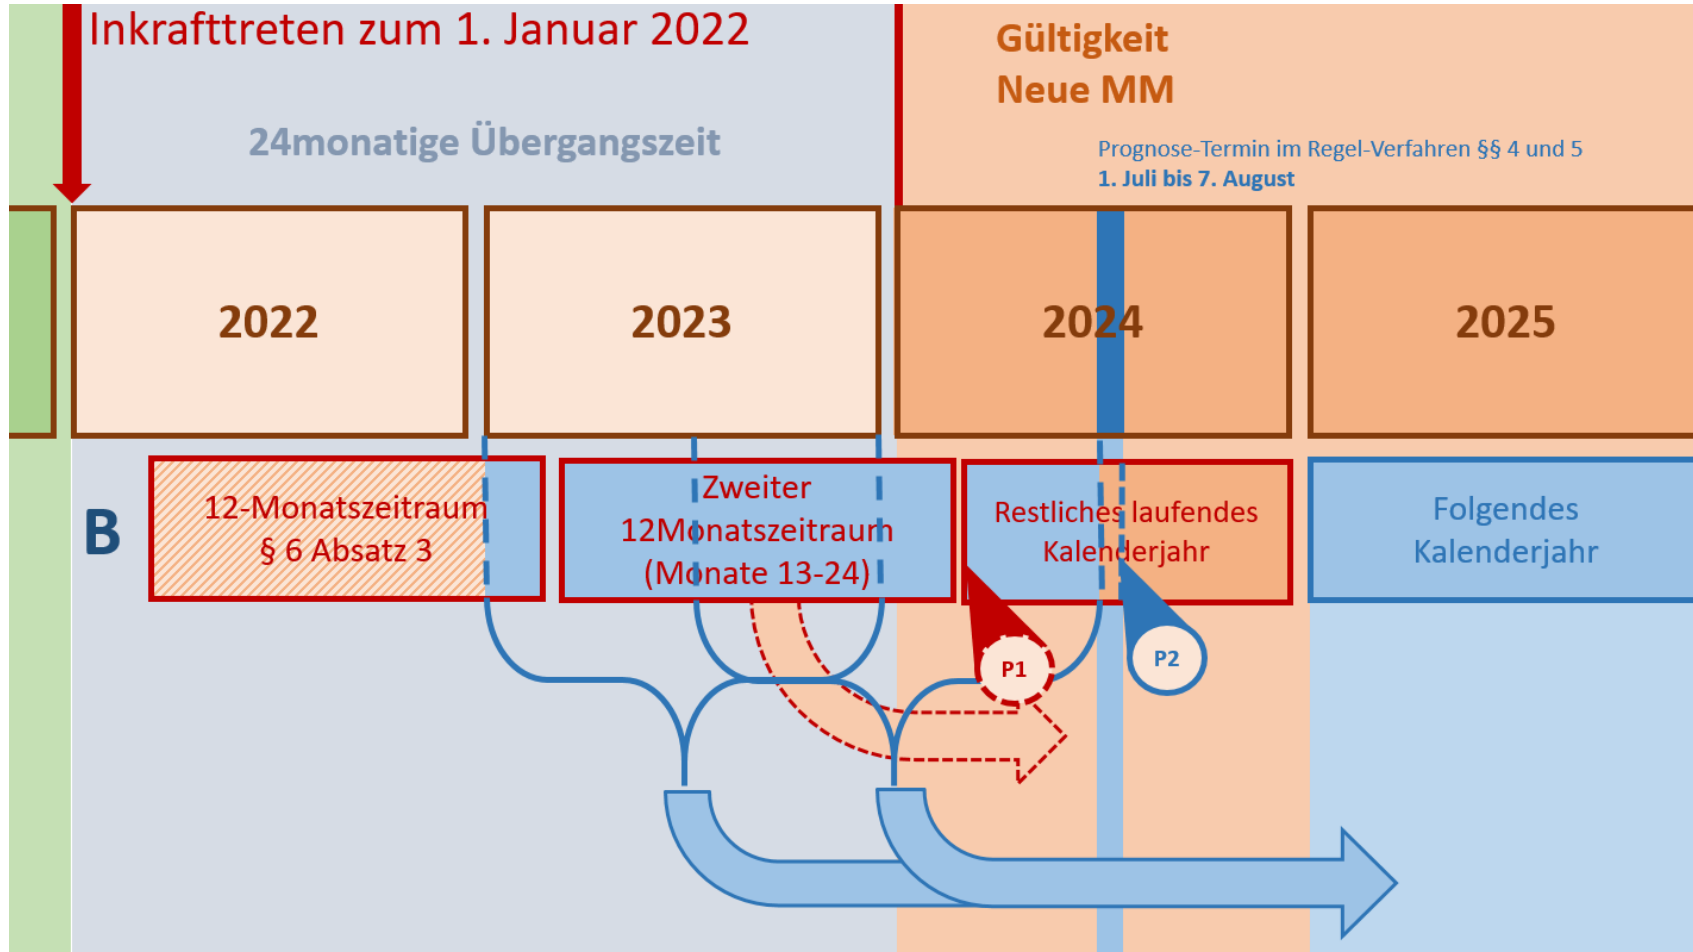 Inkrafttreten zum 1. Januar 2022
Gültigkeit
Neue MM
24monatige Übergangszeit
Prognose-Termin im Regel-Verfahren §§ 4 und 5
1. Juli bis 7. August
2022
2023
2024
2025
B
12-Monatszeitraum
§ 6 Absatz 3
Zweiter
12Monatszeitraum
(Monate 13-24)
Restliches laufendes
Kalenderjahr
Folgendes
Kalenderjahr
P1
P2